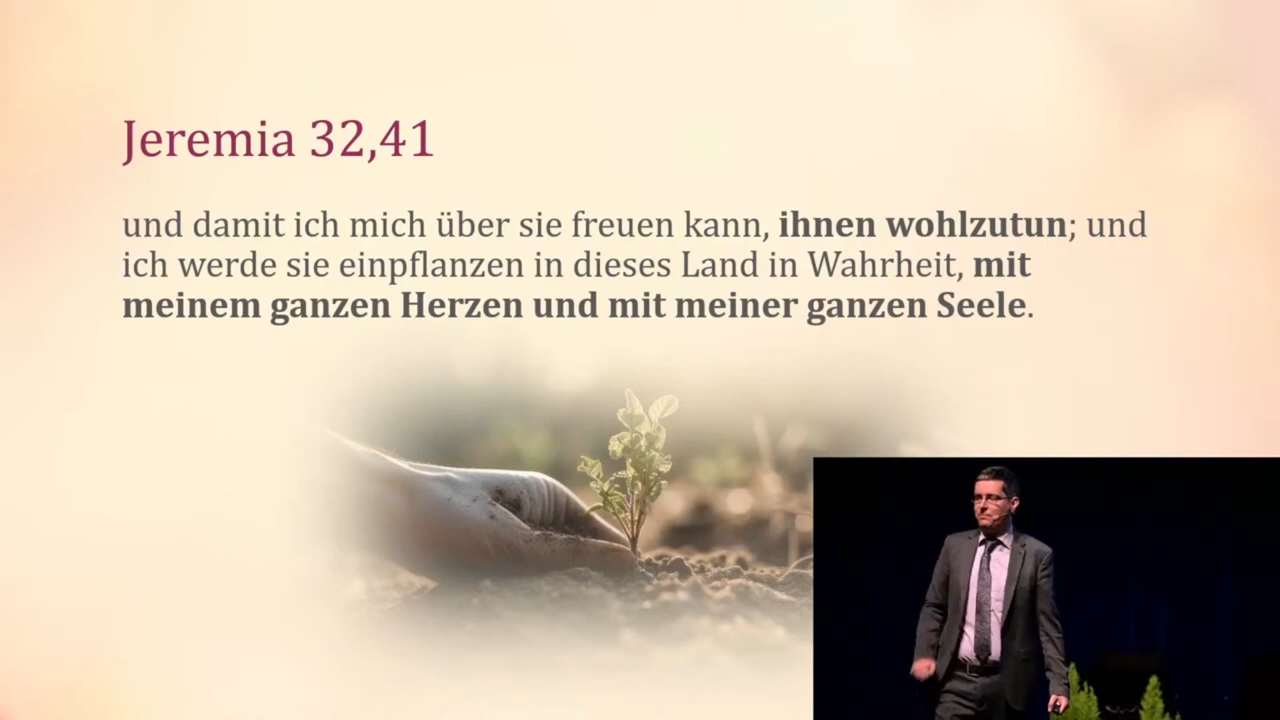 Jeremia 32,41
und damit ich mich über sie freuen kann, ihnen wohlzutun; und
ich werde sie einpflanzen in dieses Land in Wahrheit, mit
meinem ganzen Herzen und mit meiner ganzen Seele.